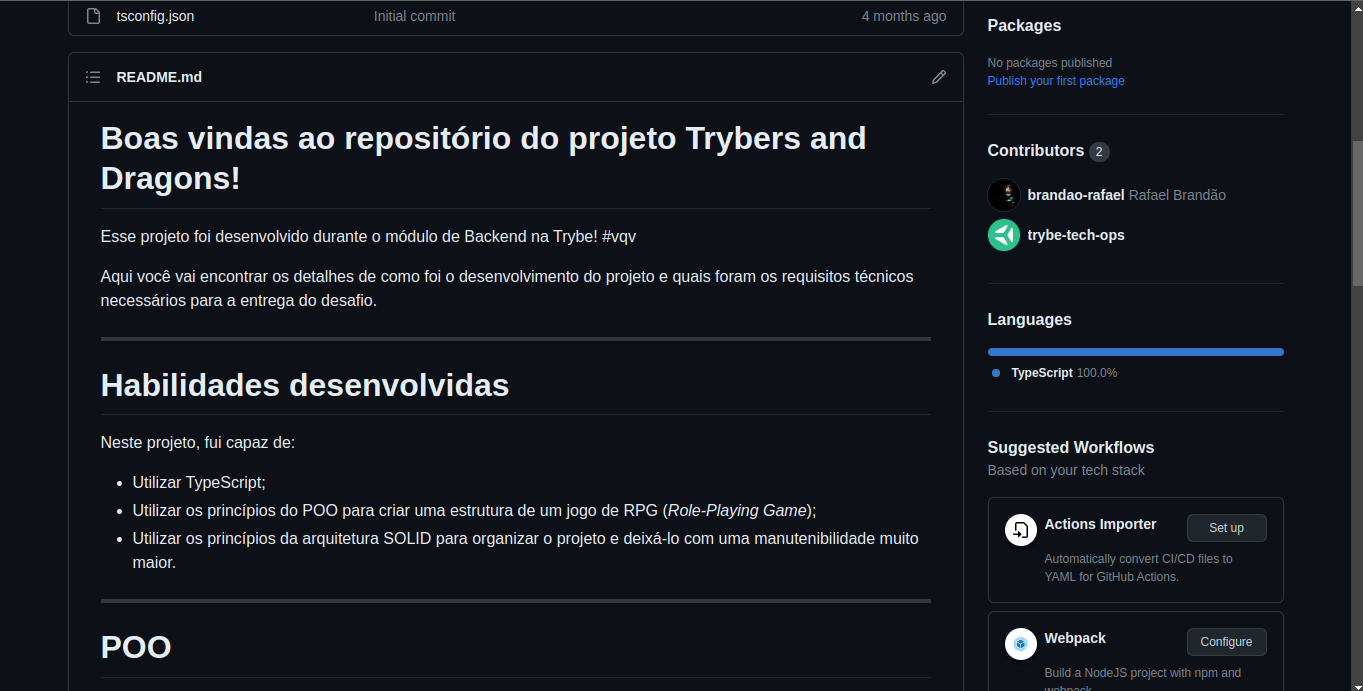 tsconfig.json Initial commit 4 months ago
README.md
Boas vindas ao repositório do projeto Trybers and
Dragons!
Esse projeto foi desenvolvido durante o módulo de Backend na Trybe! #vqv
Aqui você vai encontrar os detalhes de como foi o desenvolvimento do projeto e quais foram os requisitos técnicos
necessários para a entrega do desafio.
Habilidades desenvolvidas
Neste projeto, fui capaz de:
Utilizar TypeScript;
Utilizar os princípios do POO para criar uma estrutura de um jogo de RPG (Role-Playing Game);
Utilizar os princípios da arquitetura SOLID para organizar o projeto e deixá-lo com uma manutenibilidade muito
maior.
POO
Packages
No packages published
Publish your first package
Contributors 2
brandao-rafael Rafael Brandão
trybe-tech-ops
Languages
TypeScript 100.0%
Suggested Workflows
Based on your tech stack
Actions Importer Set up
Automatically convert CI/CD files to
YAML for GitHub Actions.
Webpack Configure
Build a NodeJS project with npm and
webpack.